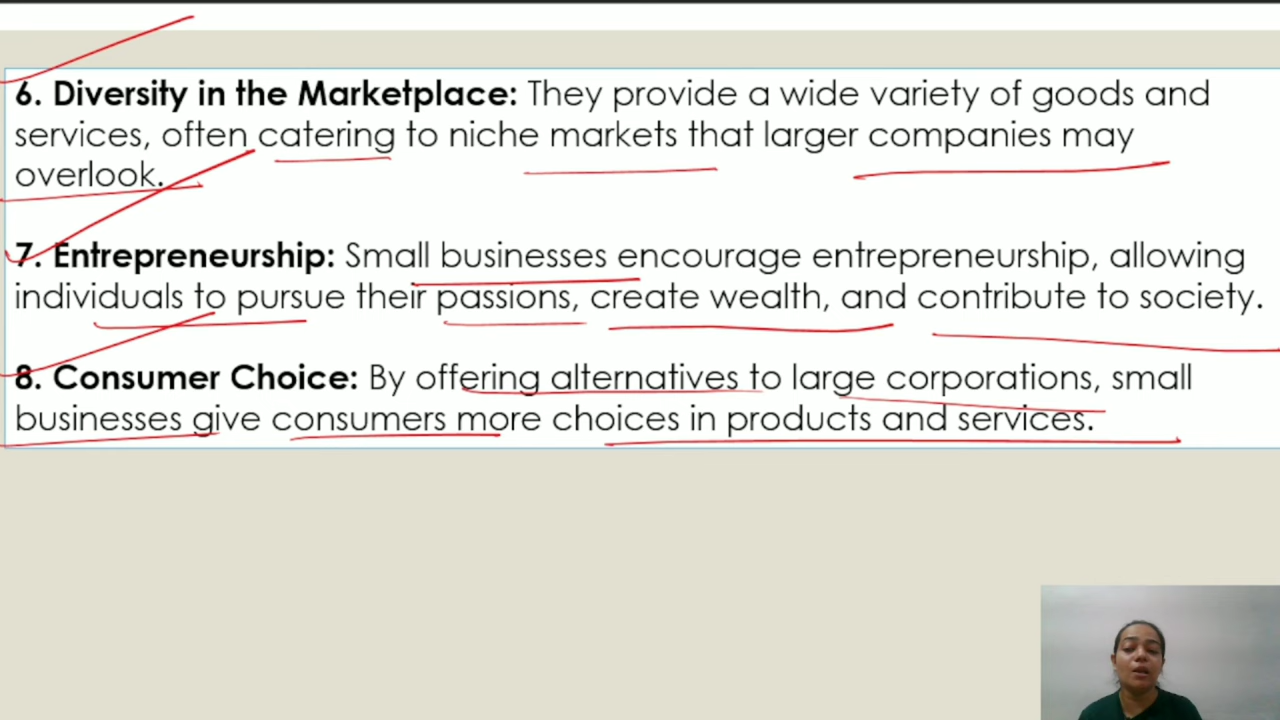 6. Diversity in the Marketplace: They provide a wide variety of goods and
services, often catering to niche markets that larger companies may
overlook.
7. Entrepreneurship: Small businesses encourage entrepreneurship, allowing
individuals to pursue their passions, create wealth, and contribute to society.
8. Consumer Choice: By offering alternatives to large corporations, small
businesses give consumers more choices in products and services.